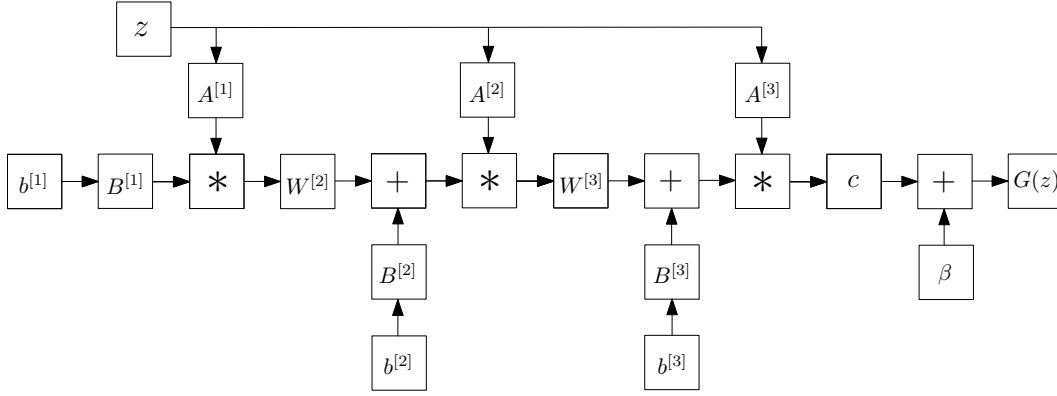 z
A^{[1]} A^{[2]} A^{[3]}
b^{[1]} B^{[1]} * W^{[2]} + * W^{[3]} + * c + G(z)
B^{[2]} B^{[3]} β
b^{[2]} b^{[3]}